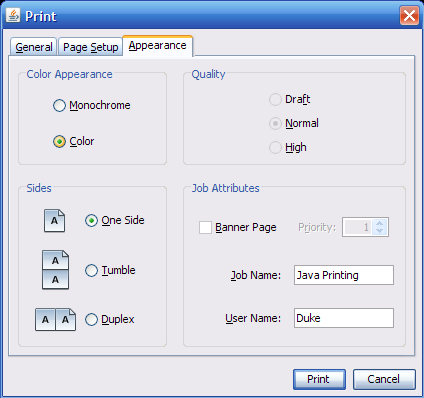 Print
General Page Setup Appearance
Color Appearance
Monochrome
Color
Quality
Draft
Normal
High
Sides
A One Side
A
A Tumble
A A Duplex
Job Attributes
Banner Page Priority: 1
Job Name: Java Printing
User Name: Duke
Print Cancel